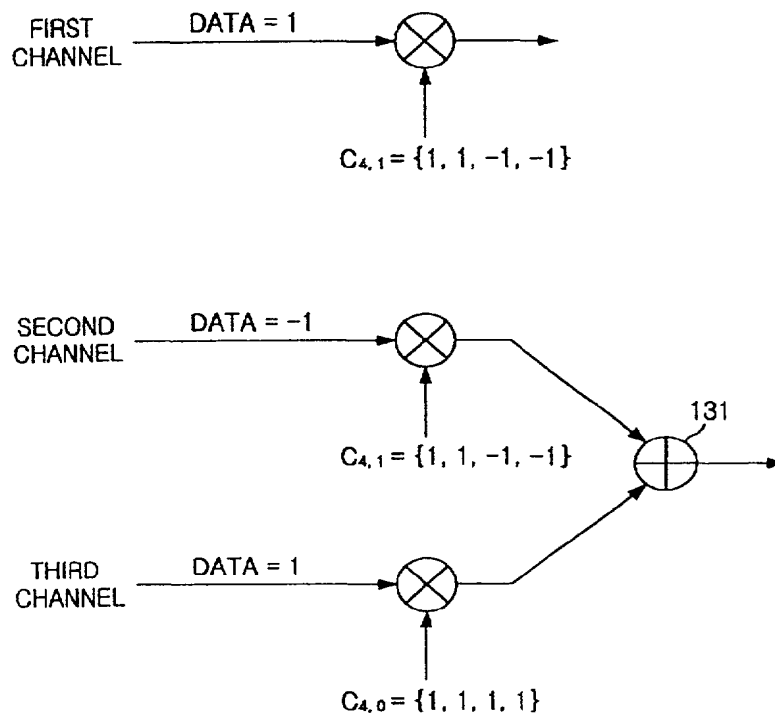 FIRST
CHANNEL
DATA = 1
C4, 1 = {1, 1, -1, -1}
SECOND
CHANNEL
DATA = -1
131
C4, 1 = {1, 1, -1, -1}
THIRD
CHANNEL
DATA = 1
C4, 0 = {1, 1, 1, 1}